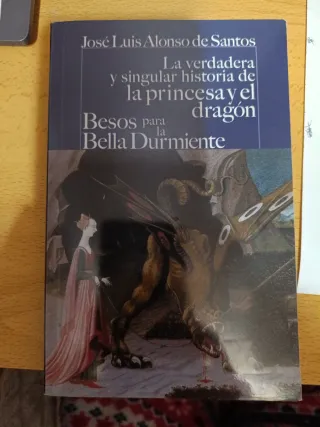 José Luis Alonso de Santos
La verdadera
y singular historia de
la princesa y el
dragón
Besos para
la
Bella Durmiente